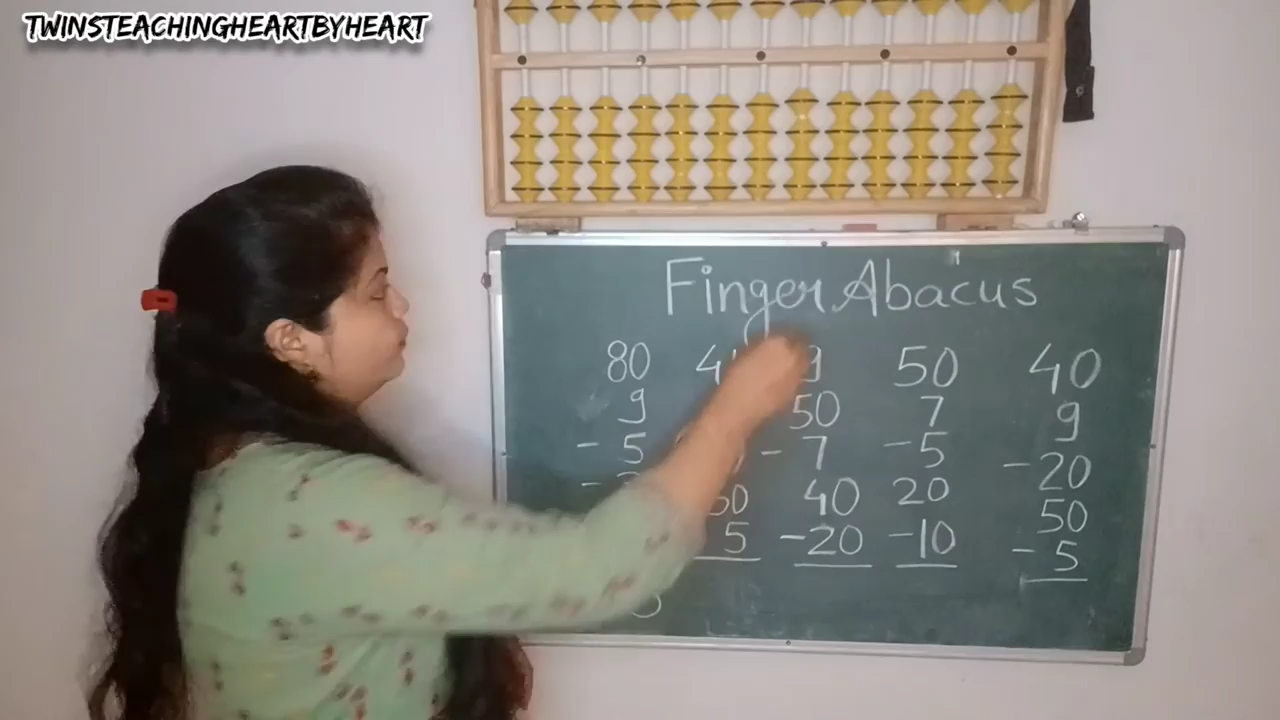 TWINSTEACHINGHEARTBYHEART
Finger Abacus
80 9 50 40
9 50 7 9
- 5 - 7 - 5 - 20
40 20 50
5 - 20 - 10 - 5